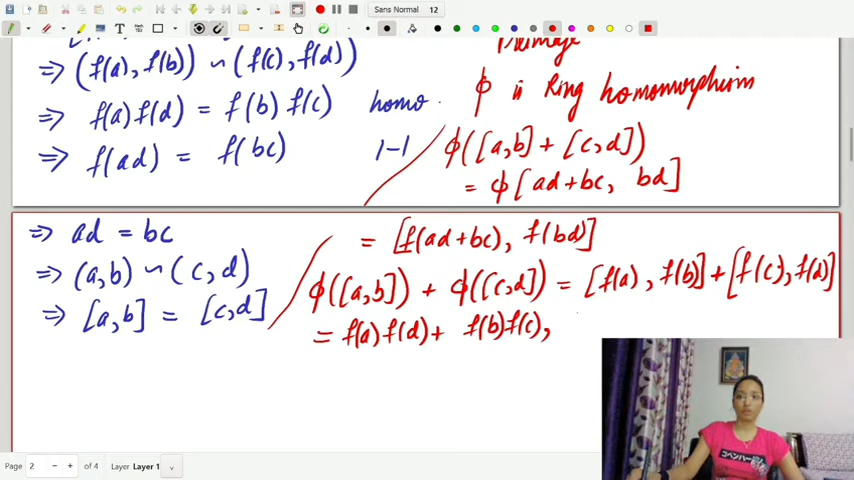 Sans Normal 12
⇒ (f(a), f(b)) ~ (f(c), f(d))
⇒ f(a) f(d) = f(b) f(c) homo.
⇒ f(ad) = f(bc) 1-1
Preimage
φ is Ring homomorphism
φ([a,b] + [c,d])
= φ[ad+bc, bd]
⇒ ad = bc
⇒ (a,b) ~ (c,d)
⇒ [a,b] = [c,d]
= [f(ad+bc), f(bd)]
φ([a,b]) + φ([c,d]) = [f(a), f(b)] + [f(c), f(d)]
= f(a)f(d) + f(b)f(c),
Page 2 of 4 Layer Layer 1